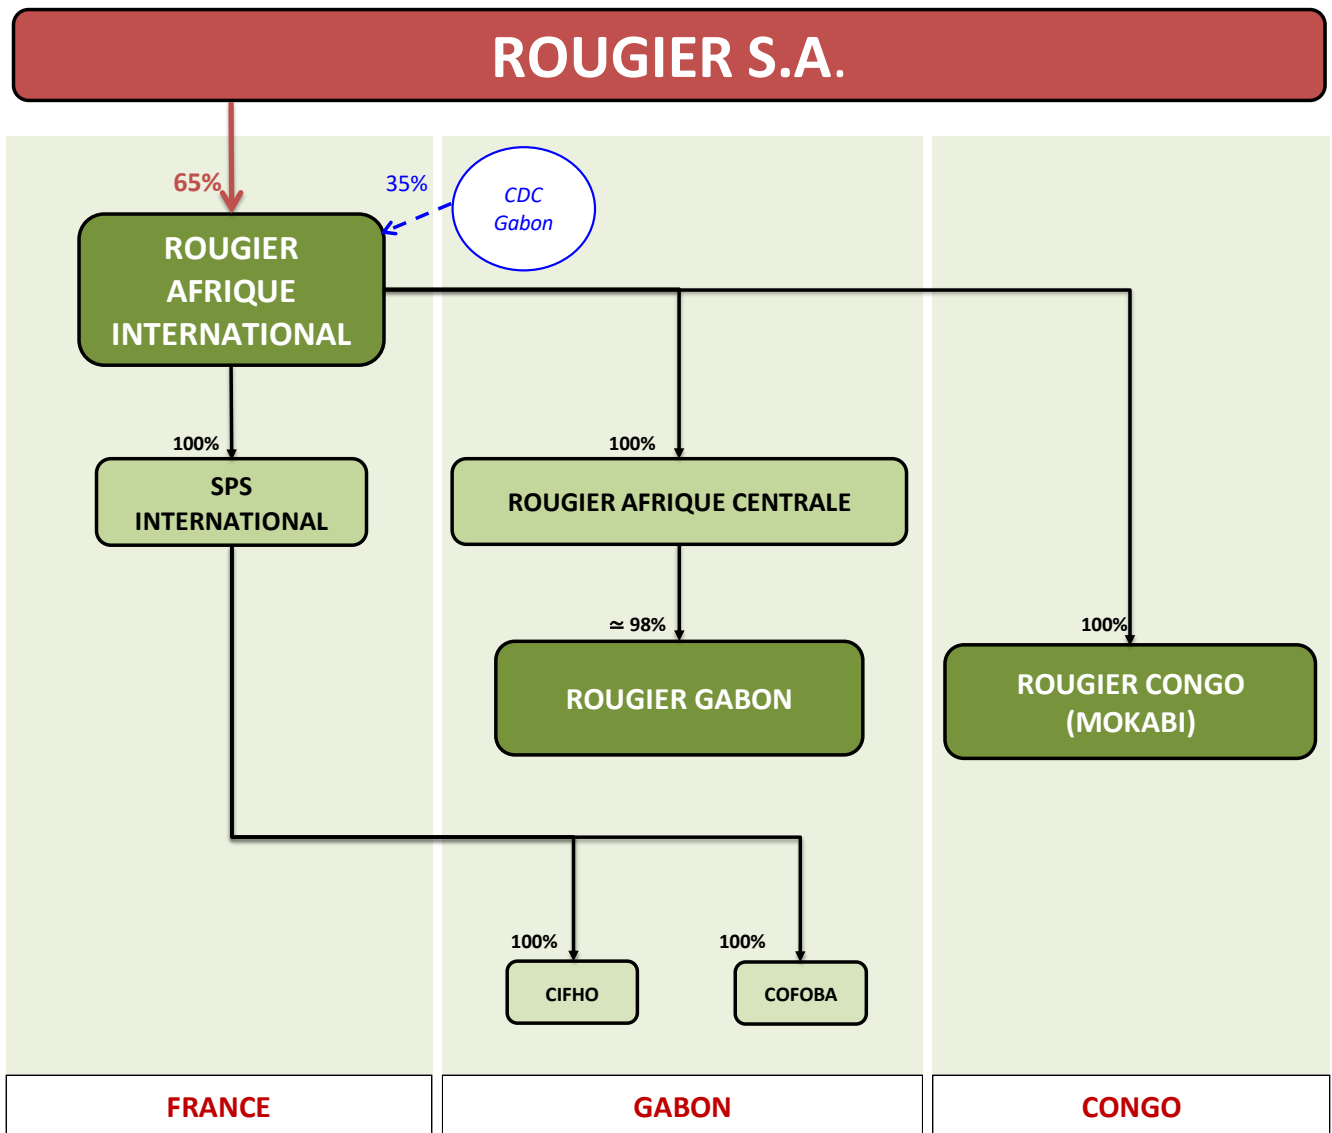 ROUGIER S.A.
65%
35%
CDC
Gabon
ROUGIER
AFRIQUE
INTERNATIONAL
100%
100%
SPS
INTERNATIONAL
ROUGIER AFRIQUE CENTRALE
≃ 98%
100%
ROUGIER GABON
ROUGIER CONGO
(MOKABI)
100%
100%
CIFHO
COFOBA
FRANCE
GABON
CONGO